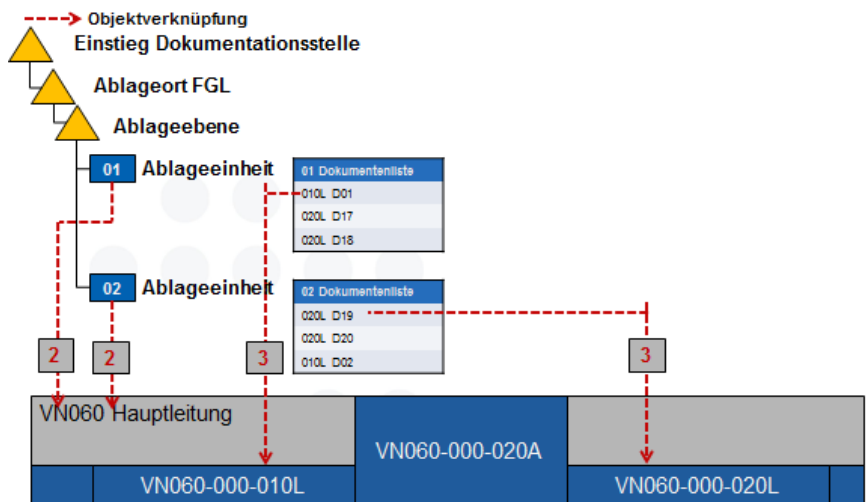 Objektverknüpfung
Einstieg Dokumentationsstelle
Ablageort FGL
Ablageebene
01 Ablageeinheit
01 Dokumentenliste
010L D01
020L D17
020L D18
02 Ablageeinheit
02 Dokumentenliste
020L D19
020L D20
010L D02
2 2 3 3
VN060 Hauptleitung
VN060-000-020A
VN060-000-010L VN060-000-020L